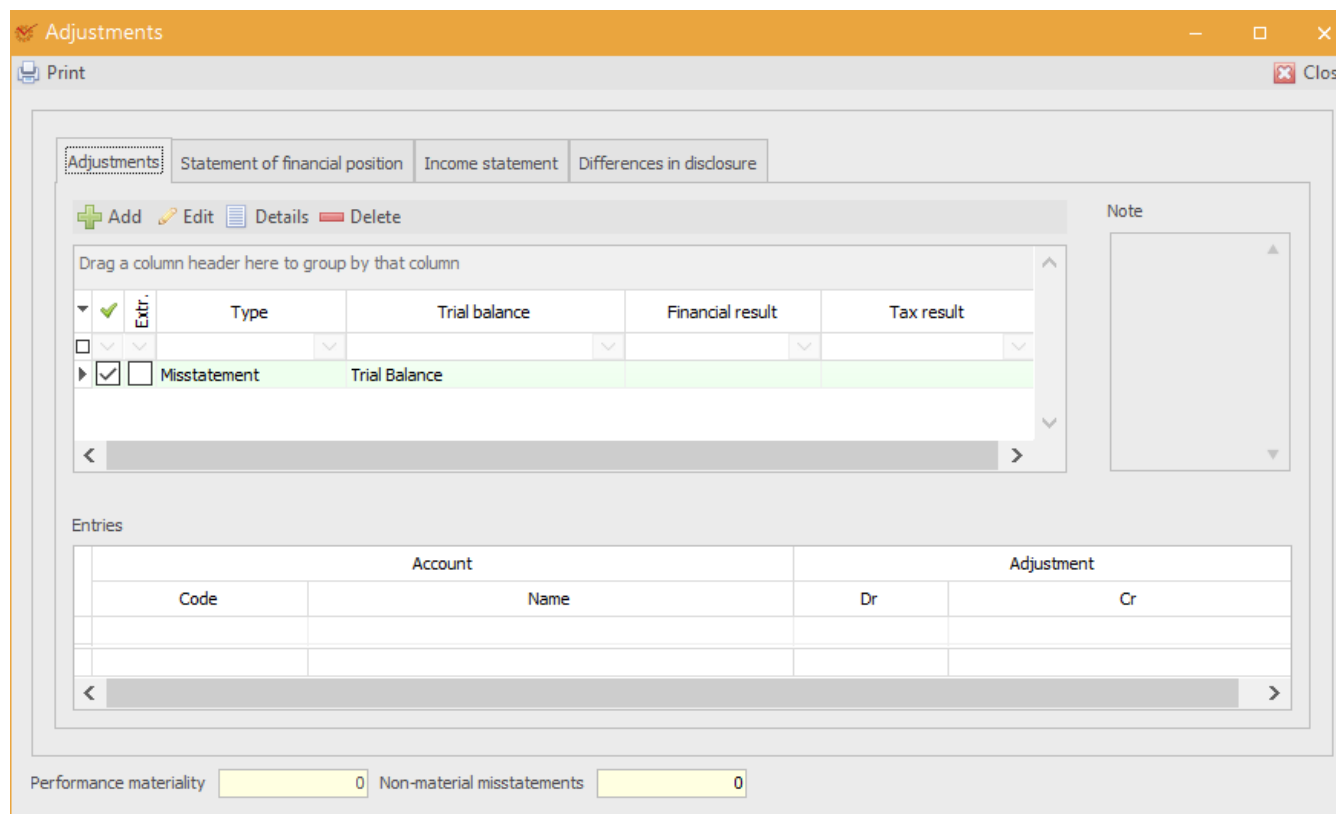 Adjustments
Print Clos
Adjustments Statement of financial position Income statement Differences in disclosure
Add Edit Details Delete Note
Drag a column header here to group by that column
Extr. Type Trial balance Financial result Tax result
Misstatement Trial Balance
Entries
Account Adjustment
Code Name Dr Cr
Performance materiality 0 Non-material misstatements 0